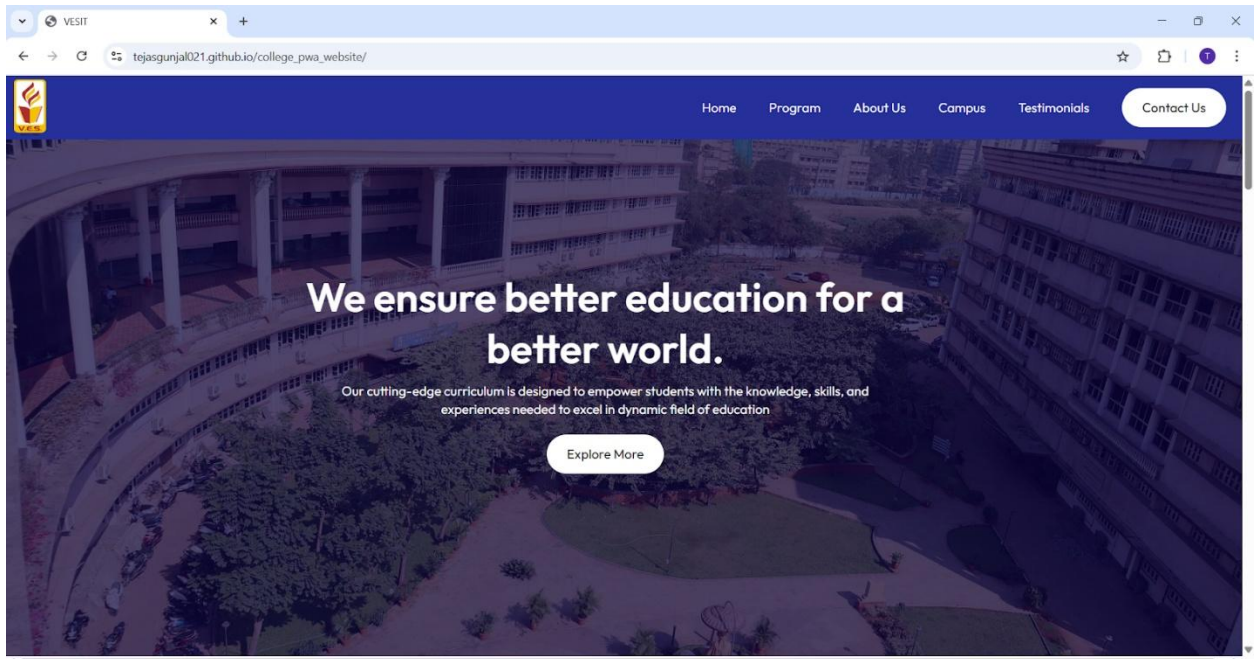 VESIT
tejasgunjal021.github.io/college_pwa_website/
T
V.E.S.
Home Program About Us Campus Testimonials Contact Us
We ensure better education for a
better world.
Our cutting-edge curriculum is designed to empower students with the knowledge, skills, and
experiences needed to excel in dynamic field of education
Explore More